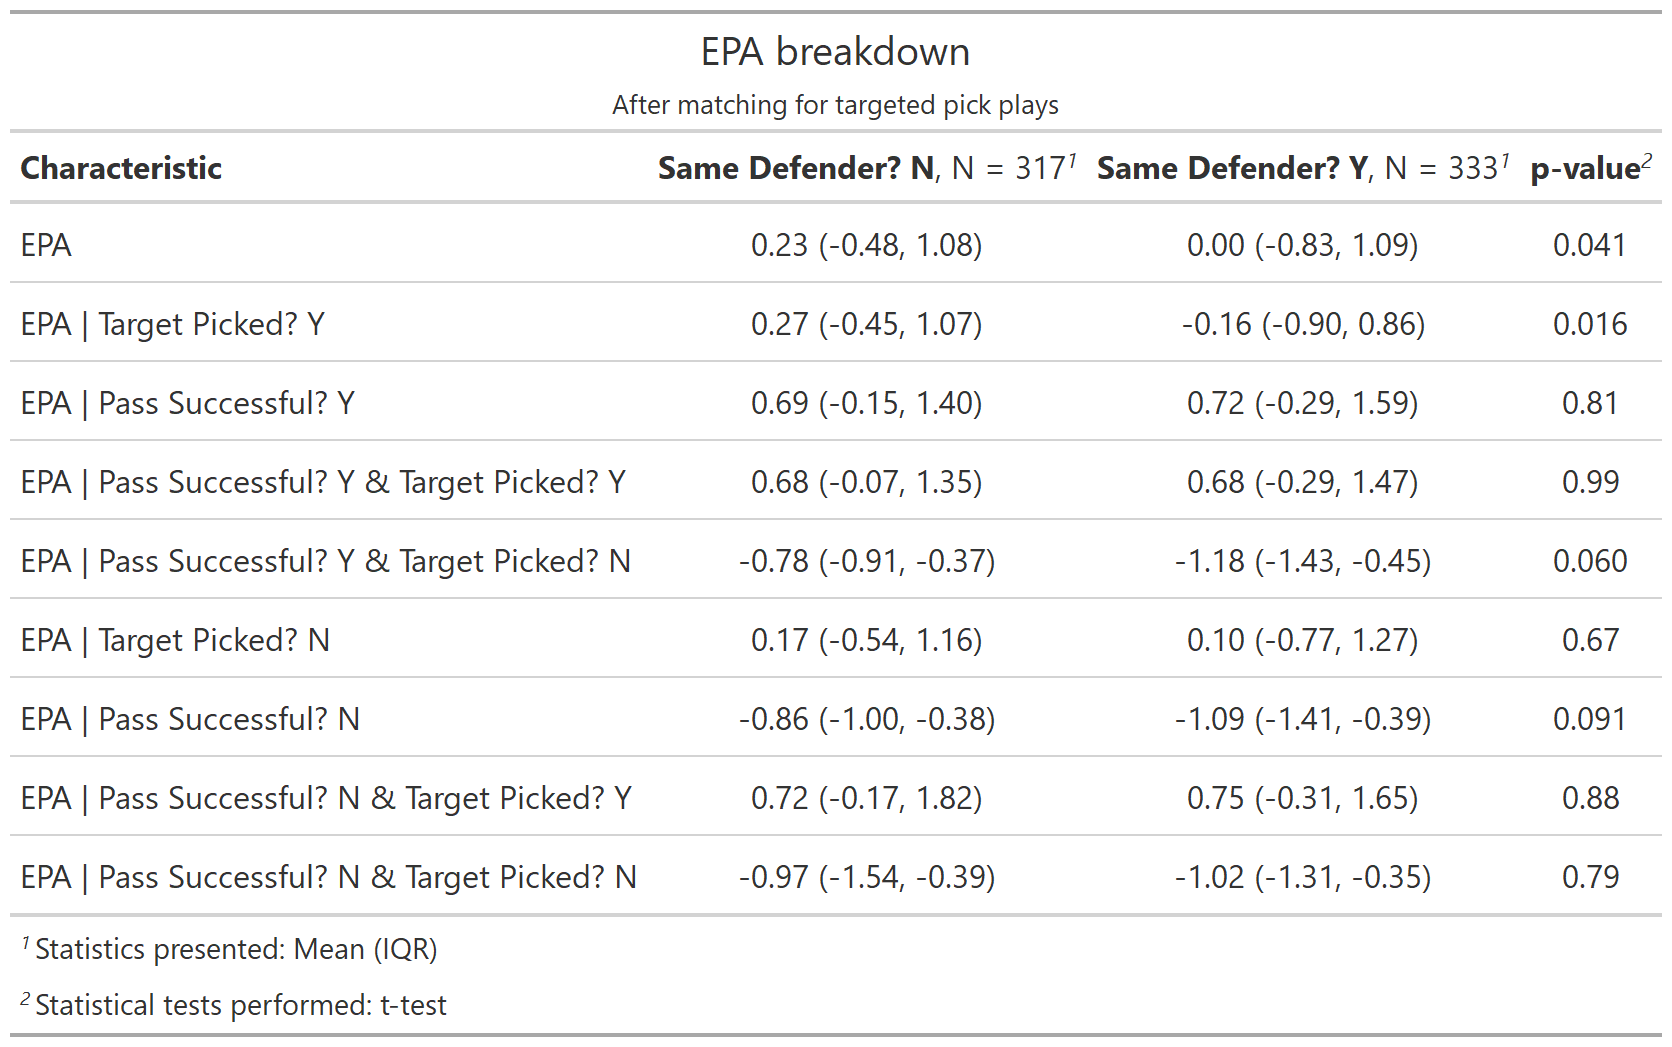 EPA breakdown
After matching for targeted pick plays
Characteristic Same Defender? N, N = 317¹ Same Defender? Y, N = 333¹ p-value²
EPA 0.23 (-0.48, 1.08) 0.00 (-0.83, 1.09) 0.041
EPA | Target Picked? Y 0.27 (-0.45, 1.07) -0.16 (-0.90, 0.86) 0.016
EPA | Pass Successful? Y 0.69 (-0.15, 1.40) 0.72 (-0.29, 1.59) 0.81
EPA | Pass Successful? Y & Target Picked? Y 0.68 (-0.07, 1.35) 0.68 (-0.29, 1.47) 0.99
EPA | Pass Successful? Y & Target Picked? N -0.78 (-0.91, -0.37) -1.18 (-1.43, -0.45) 0.060
EPA | Target Picked? N 0.17 (-0.54, 1.16) 0.10 (-0.77, 1.27) 0.67
EPA | Pass Successful? N -0.86 (-1.00, -0.38) -1.09 (-1.41, -0.39) 0.091
EPA | Pass Successful? N & Target Picked? Y 0.72 (-0.17, 1.82) 0.75 (-0.31, 1.65) 0.88
EPA | Pass Successful? N & Target Picked? N -0.97 (-1.54, -0.39) -1.02 (-1.31, -0.35) 0.79
¹ Statistics presented: Mean (IQR)
² Statistical tests performed: t-test